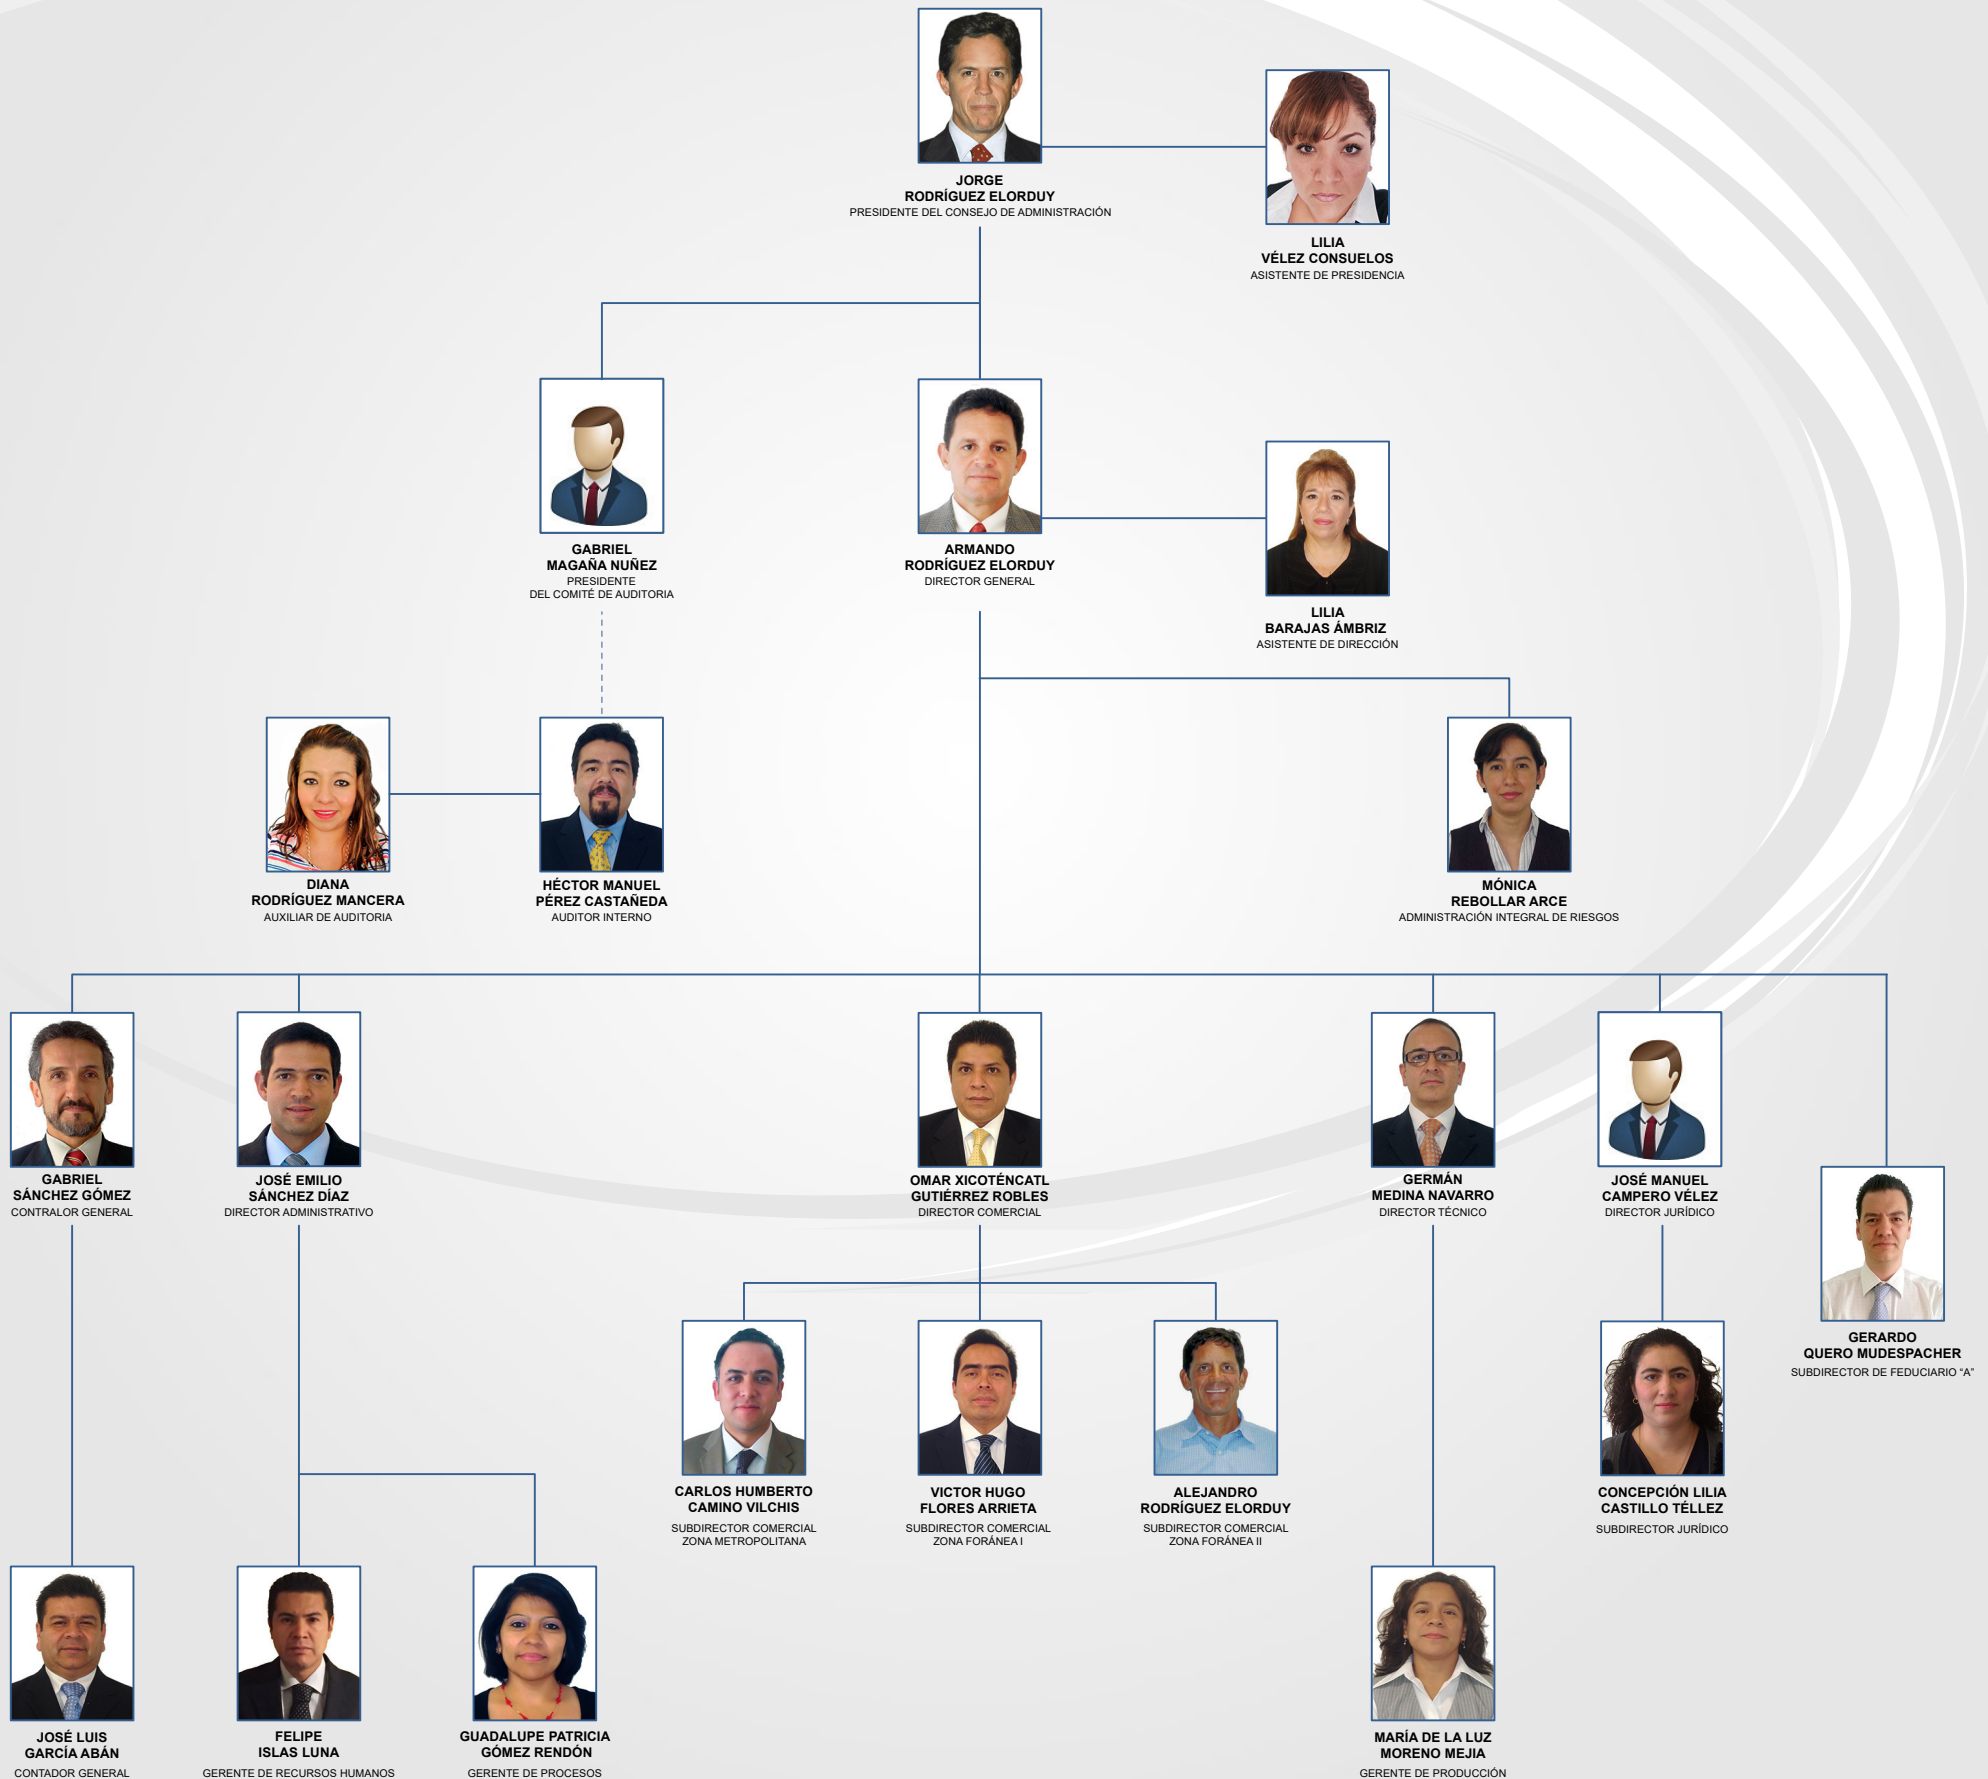 JORGE
RODRÍGUEZ ELORDUY
PRESIDENTE DEL CONSEJO DE ADMINISTRACIÓN
LILIA
VÉLEZ CONSUELOS
ASISTENTE DE PRESIDENCIA
GABRIEL
MAGAÑA NUÑEZ
PRESIDENTE
DEL COMITÉ DE AUDITORIA
ARMANDO
RODRÍGUEZ ELORDUY
DIRECTOR GENERAL
LILIA
BARAJAS ÁMBRIZ
ASISTENTE DE DIRECCIÓN
DIANA
RODRÍGUEZ MANCERA
AUXILIAR DE AUDITORIA
HÉCTOR MANUEL
PÉREZ CASTAÑEDA
AUDITOR INTERNO
MÓNICA
REBOLLAR ARCE
ADMINISTRACIÓN INTEGRAL DE RIESGOS
GABRIEL
SÁNCHEZ GÓMEZ
CONTRALOR GENERAL
JOSÉ EMILIO
SÁNCHEZ DÍAZ
DIRECTOR ADMINISTRATIVO
OMAR XICOTÉNCATL
GUTIÉRREZ ROBLES
DIRECTOR COMERCIAL
GERMÁN
MEDINA NAVARRO
DIRECTOR TÉCNICO
JOSÉ MANUEL
CAMPERO VÉLEZ
DIRECTOR JURÍDICO
GERARDO
QUERO MUDESPACHER
SUBDIRECTOR DE FEDUCIARIO “A”
CARLOS HUMBERTO
CAMINO VILCHIS
SUBDIRECTOR COMERCIAL
ZONA METROPOLITANA
VICTOR HUGO
FLORES ARRIETA
SUBDIRECTOR COMERCIAL
ZONA FORÁNEA I
ALEJANDRO
RODRÍGUEZ ELORDUY
SUBDIRECTOR COMERCIAL
ZONA FORÁNEA II
CONCEPCIÓN LILIA
CASTILLO TÉLLEZ
SUBDIRECTOR JURÍDICO
JOSÉ LUIS
GARCÍA ABÁN
CONTADOR GENERAL
FELIPE
ISLAS LUNA
GERENTE DE RECURSOS HUMANOS
GUADALUPE PATRICIA
GÓMEZ RENDÓN
GERENTE DE PROCESOS
MARÍA DE LA LUZ
MORENO MEJIA
GERENTE DE PRODUCCIÓN